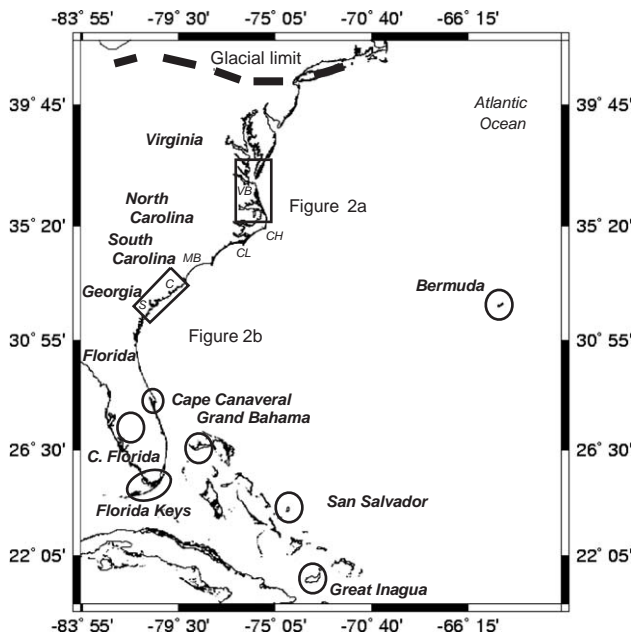 -83 55' -79 30' -75 05' -70 40' -66 15'
Glacial limit
39˚ 45' 39˚ 45'
Atlantic
Ocean
Virginia
VB
North
Carolina
Figure 2a
35˚ 20' 35˚ 20'
CH
South
Carolina
MB
CL
C
Georgia
S
Bermuda
30˚ 55' 30˚ 55'
Figure 2b
Florida
Cape Canaveral
Grand Bahama
26˚ 30' 26˚ 30'
C. Florida
San Salvador
Florida Keys
22˚ 05' 22˚ 05'
Great Inagua
-83 55' -79 30' -75 05' -70 40' -66 15'